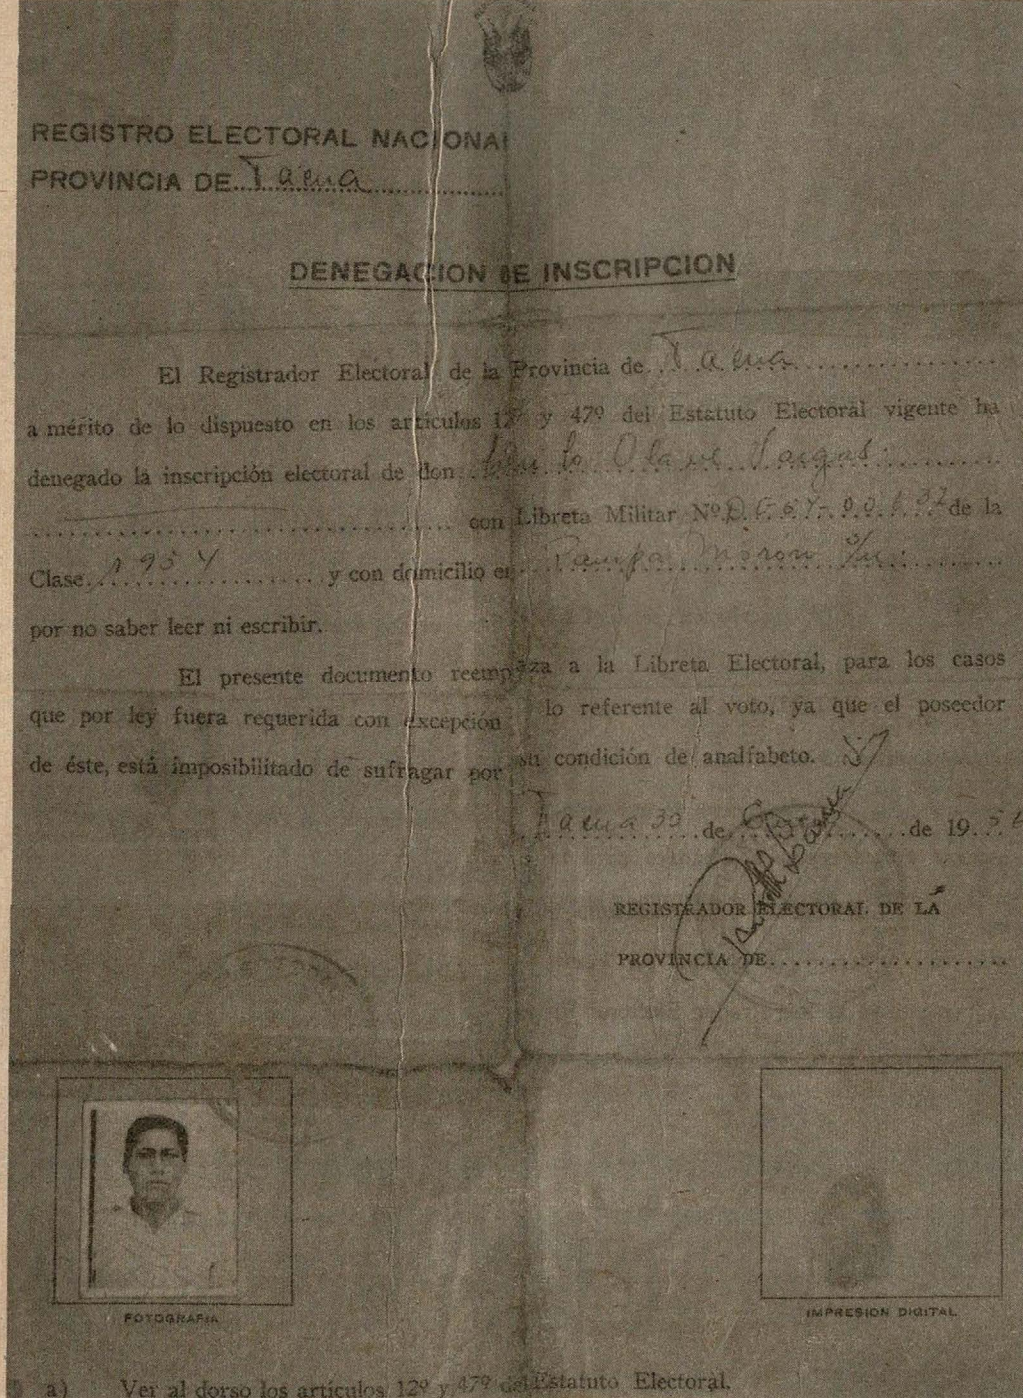 REGISTRO ELECTORAL NACIONAL
PROVINCIA DE Tacna
DENEGACION DE INSCRIPCION
El Registrador Electoral de la Provincia de Tacna
a mérito de lo dispuesto en los artículos 12º y 47º del Estatuto Electoral vigente ha
denegado la inscripción electoral de don Olave Vargas
con Libreta Militar Nº de la
Clase 1954 y con domicilio en Pampa
por no saber leer ni escribir.
El presente documento reemplaza a la Libreta Electoral, para los casos
que por ley fuera requerida con excepción lo referente al voto, ya que el poseedor
de éste, está imposibilitado de sufragar por su condición de analfabeto.
Tacna de de 19
REGISTRADOR ELECTORAL DE LA
PROVINCIA DE
FOTOGRAFIA
IMPRESION DIGITAL
a) Ver al dorso los artículos 12º y 47º del Estatuto Electoral.